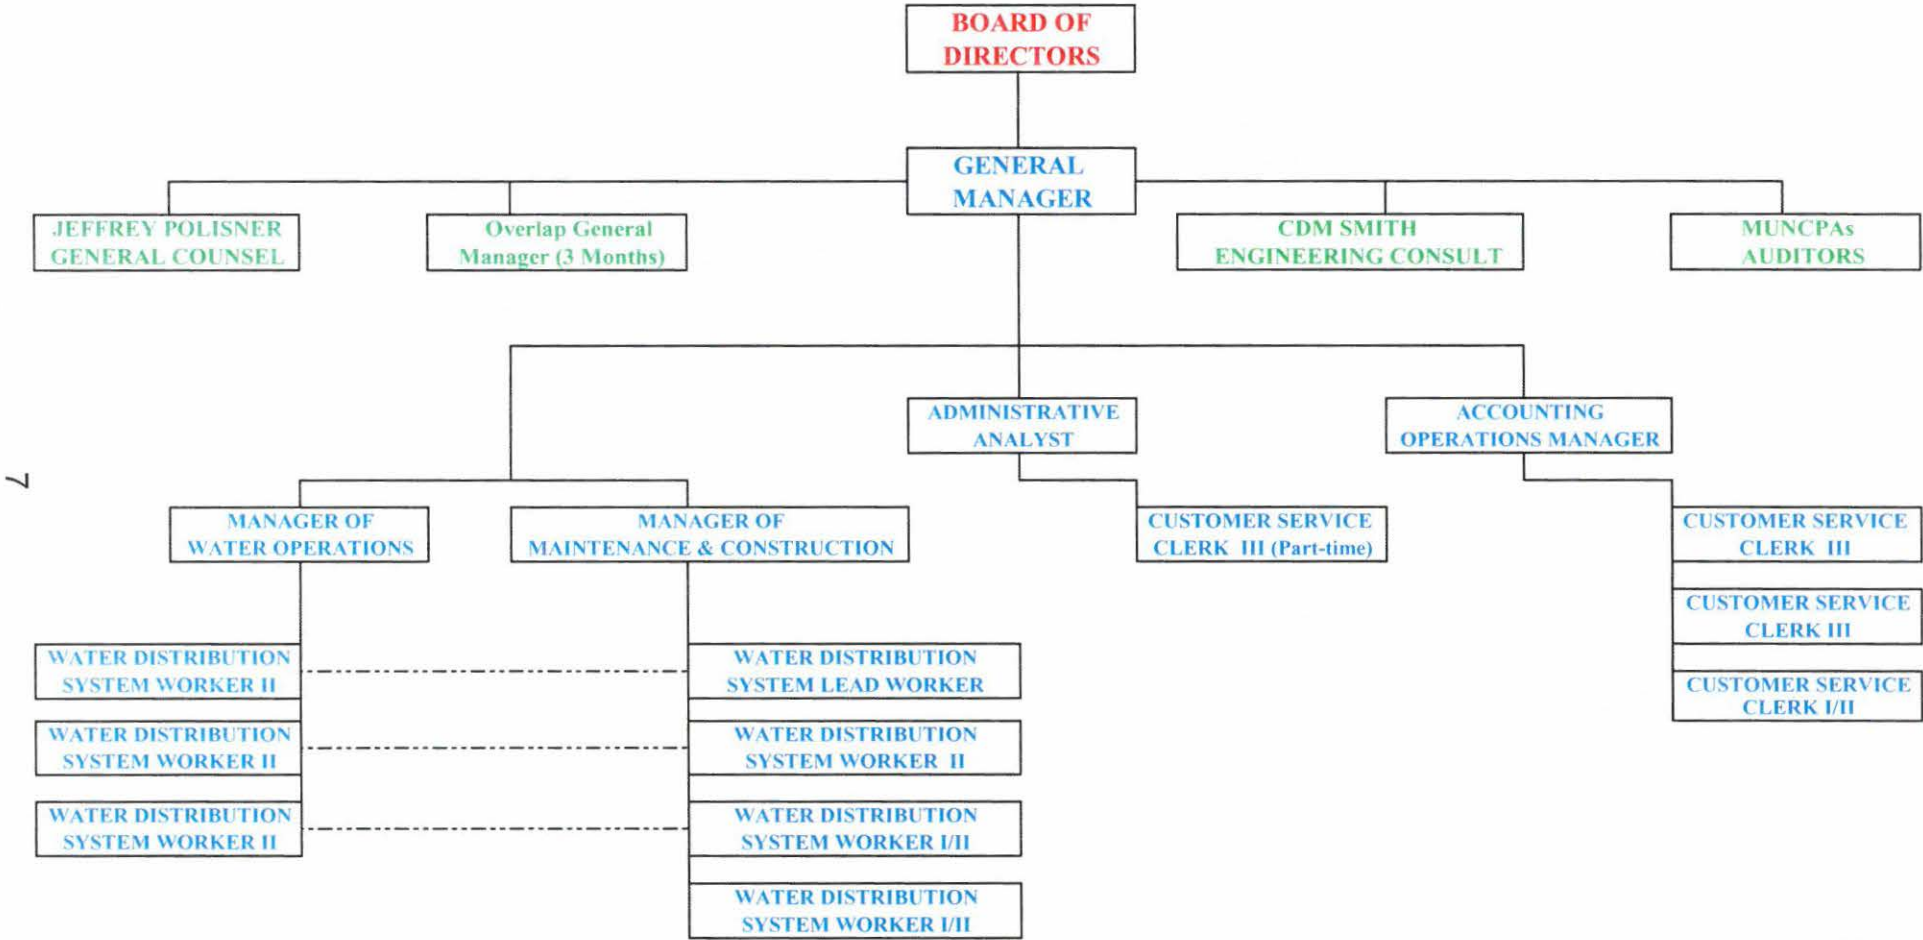 BOARD OF
DIRECTORS
GENERAL
MANAGER
JEFFREY POLISNER
GENERAL COUNSEL
Overlap General
Manager (3 Months)
CDM SMITH
ENGINEERING CONSULT
MUNCPAs
AUDITORS
ADMINISTRATIVE
ANALYST
ACCOUNTING
OPERATIONS MANAGER
7
MANAGER OF
WATER OPERATIONS
MANAGER OF
MAINTENANCE & CONSTRUCTION
CUSTOMER SERVICE
CLERK III (Part-time)
CUSTOMER SERVICE
CLERK III
CUSTOMER SERVICE
CLERK III
CUSTOMER SERVICE
CLERK I/II
WATER DISTRIBUTION
SYSTEM WORKER II
WATER DISTRIBUTION
SYSTEM LEAD WORKER
WATER DISTRIBUTION
SYSTEM WORKER II
WATER DISTRIBUTION
SYSTEM WORKER II
WATER DISTRIBUTION
SYSTEM WORKER II
WATER DISTRIBUTION
SYSTEM WORKER I/II
WATER DISTRIBUTION
SYSTEM WORKER I/II